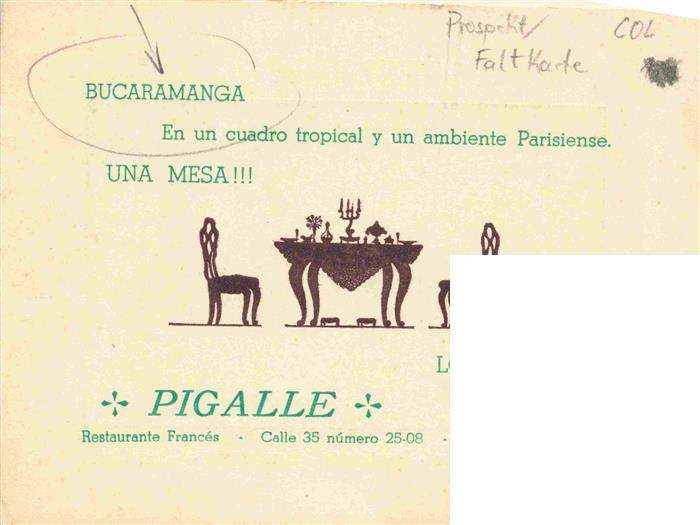 Prospekt/ COL
Faltkarte
BUCARAMANGA
En un cuadro tropical y un ambiente Parisiense.
UNA MESA!!!
PIGALLE
Restaurante Francés - Calle 35 número 25-08 -